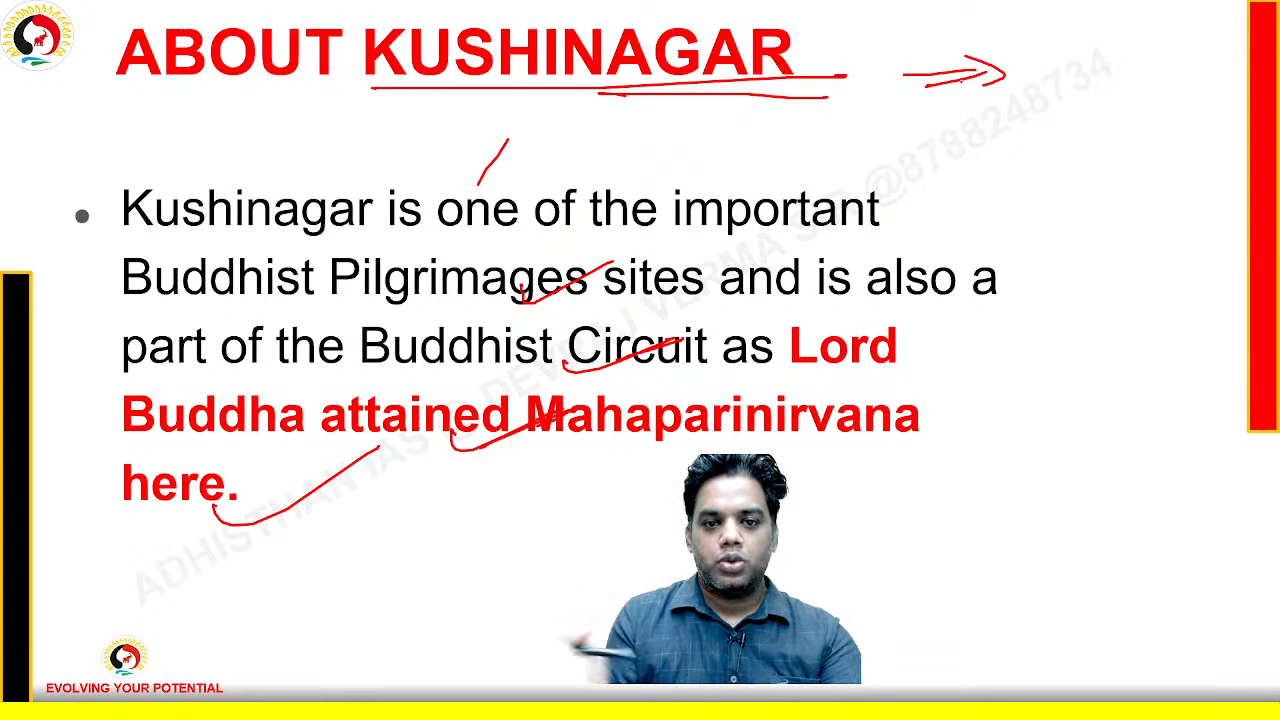 ABOUT KUSHINAGAR
Kushinagar is one of the important
Buddhist Pilgrimages sites and is also a
part of the Buddhist Circuit as Lord
Buddha attained Mahaparinirvana
here.
EVOLVING YOUR POTENTIAL